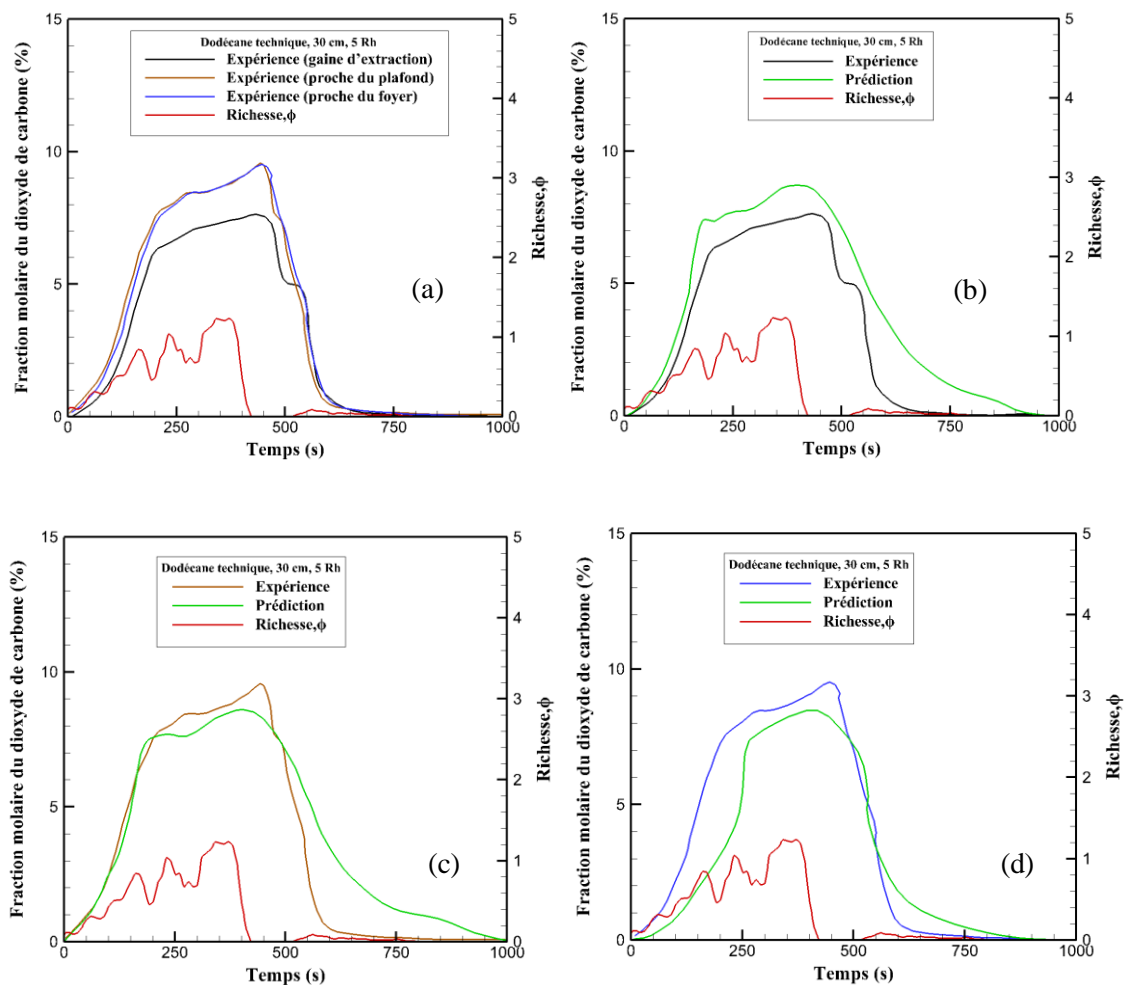 Dodécane technique, 30 cm, 5 Rh
Expérience (gaine d'extraction)
Expérience (proche du plafond)
Expérience (proche du foyer)
Richesse,ϕ
Fraction molaire du dioxyde de carbone (%)
15
10
5
0
5
4
3
2
1
0
Richesse,ϕ
(a)
0 250 500 750 1000
Temps (s)
Dodécane technique, 30 cm, 5 Rh
Expérience
Prédiction
Richesse,ϕ
Fraction molaire du dioxyde de carbone (%)
15
10
5
0
5
4
3
2
1
0
Richesse,ϕ
(b)
0 250 500 750 1000
Temps (s)
Dodécane technique, 30 cm, 5 Rh
Expérience
Prédiction
Richesse,ϕ
Fraction molaire du dioxyde de carbone (%)
15
10
5
0
5
4
3
2
1
0
Richesse,ϕ
(c)
0 250 500 750 1000
Temps (s)
Dodécane technique, 30 cm, 5 Rh
Expérience
Prédiction
Richesse,ϕ
Fraction molaire du dioxyde de carbone (%)
15
10
5
0
5
4
3
2
1
0
Richesse,ϕ
(d)
0 250 500 750 1000
Temps (s)